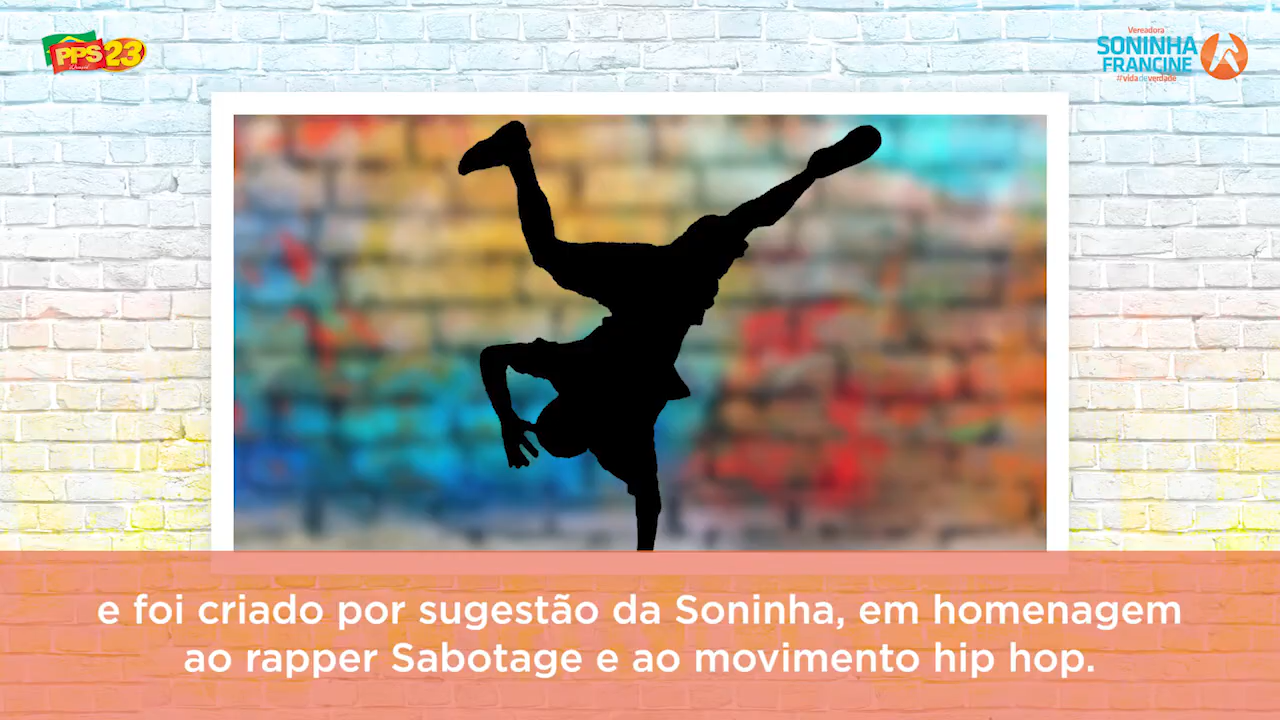 PPS23
Vereadora
SONINHA
FRANCINE
#vidadeverdade
e foi criado por sugestão da Soninha, em homenagem
ao rapper Sabotage e ao movimento hip hop.